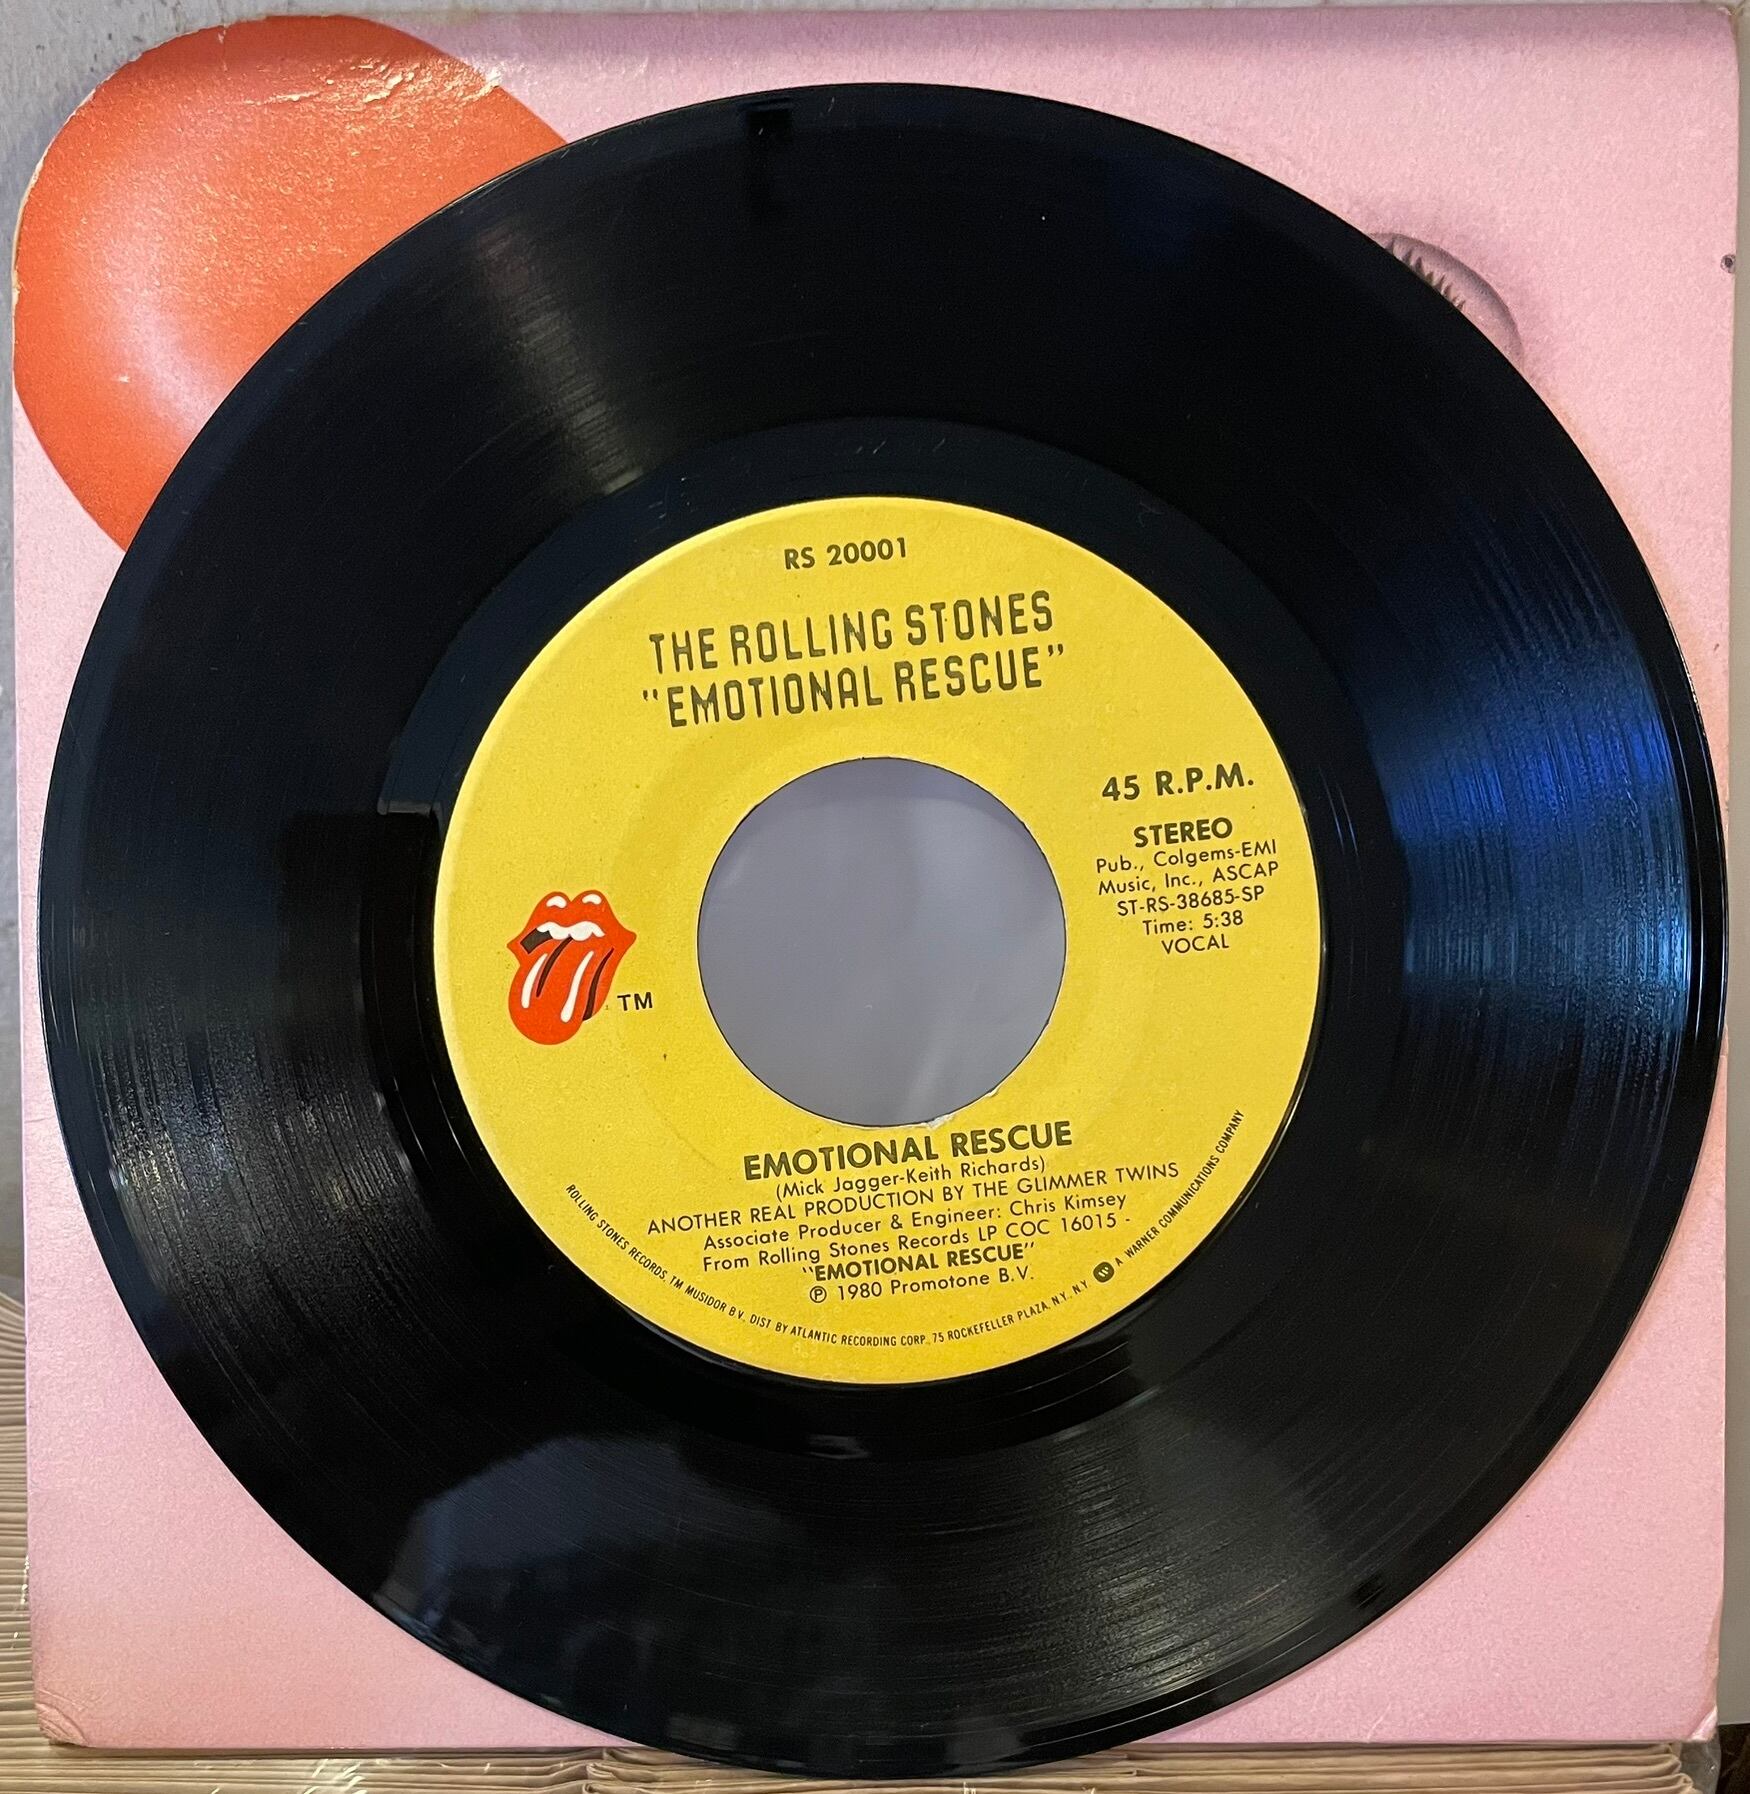 RS 20001
THE ROLLING STONES
"EMOTIONAL RESCUE"
45 R.P.M.
STEREO
Pub., Colgems-EMI
Music, Inc., ASCAP
ST-RS-38685-SP
Time: 5:38
VOCAL
TM
EMOTIONAL RESCUE
(Mick Jagger-Keith Richards)
ANOTHER REAL PRODUCTION BY THE GLIMMER TWINS
Associate Producer & Engineer: Chris Kimsey
From Rolling Stones Records LP COC 16015 -
"EMOTIONAL RESCUE"
℗ 1980 Promotone B.V.
ROLLING STONES RECORDS, TM MUSIDOR B.V. DIST BY ATLANTIC RECORDING CORP., 75 ROCKEFELLER PLAZA, N.Y., N.Y. A WARNER COMMUNICATIONS COMPANY